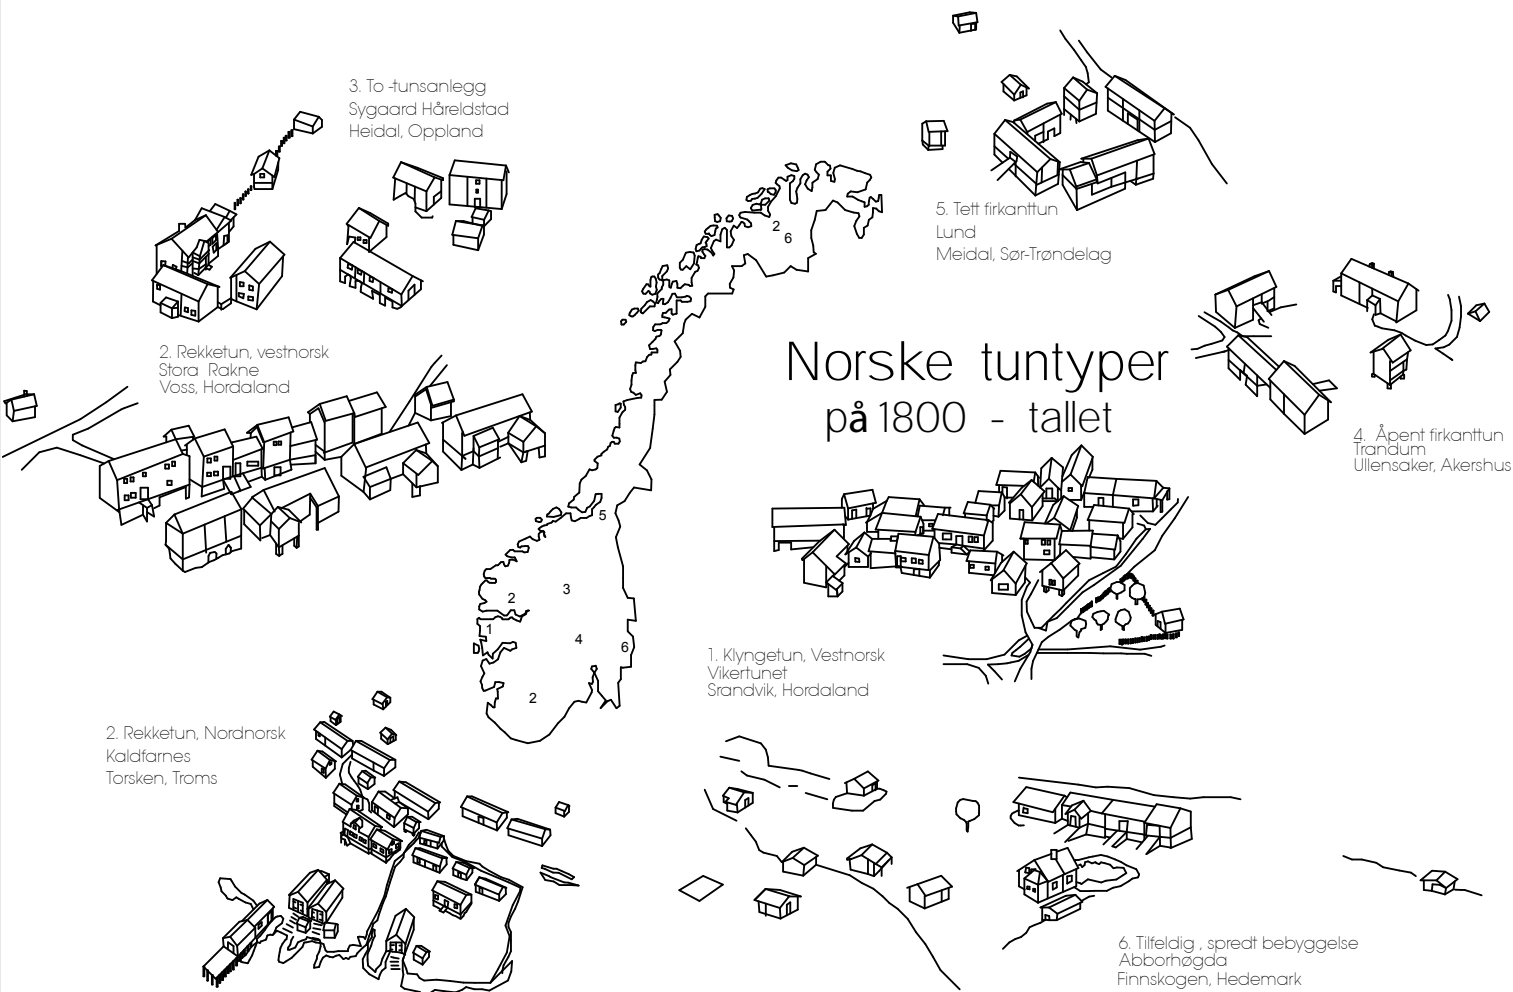 3. To -tunsanlegg
Sygaard Håreldstad
Heidal, Oppland
5. Tett firkanttun
Lund
Meidal, Sør-Trøndelag
2
6
Norske tuntyper
på 1800 - tallet
2. Rekketun, vestnorsk
Stora Rakne
Voss, Hordaland
4. Åpent firkanttun
Trandum
Ullensaker, Akershus
5
3
2
1
4
6
2
1. Klyngetun, Vestnorsk
Vikertunet
Srandvik, Hordaland
2. Rekketun, Nordnorsk
Kaldfarnes
Torsken, Troms
6. Tilfeldig , spredt bebyggelse
Abborhøgda
Finnskogen, Hedemark